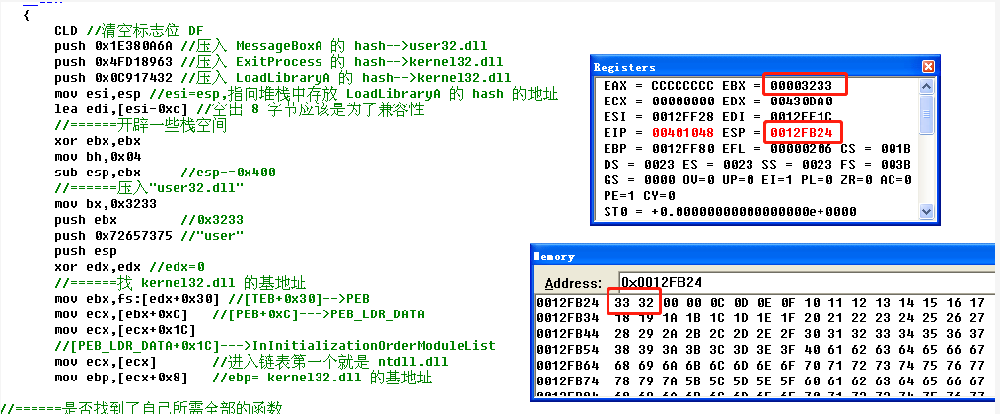 {
CLD //清空标志位 DF
push 0x1E380A6A //压入 MessageBoxA 的 hash-->user32.dll
push 0x4FD18963 //压入 ExitProcess 的 hash-->kernel32.dll
push 0x0C917432 //压入 LoadLibraryA 的 hash-->kernel32.dll
mov esi,esp //esi=esp,指向堆栈中存放 LoadLibraryA 的 hash 的地址
lea edi,[esi-0xc] //空出 8 字节应该是为了兼容性
//======开辟一些栈空间
xor ebx,ebx
mov bh,0x04
sub esp,ebx //esp-=0x400
//======压入"user32.dll"
mov bx,0x3233
push ebx //0x3233
push 0x72657375 //"user"
push esp
xor edx,edx //edx=0
//======找 kernel32.dll 的基地址
mov ebx,fs:[edx+0x30] //[TEB+0x30]-->PEB
mov ecx,[ebx+0xC] //[PEB+0xC]--->PEB_LDR_DATA
mov ecx,[ecx+0x1C]
//[PEB_LDR_DATA+0x1C]--->InInitializationOrderModuleList
mov ecx,[ecx] //进入链表第一个就是 ntdll.dll
mov ebp,[ecx+0x8] //ebp= kernel32.dll 的基地址
//======是否找到了自己所需全部的函数
Registers
EAX = CCCCCCCC EBX = 00003233
ECX = 00000000 EDX = 00430DA0
ESI = 0012FF28 EDI = 0012FF1C
EIP = 00401048 ESP = 0012FB24
EBP = 0012FF80 EFL = 00000206 CS = 001B
DS = 0023 ES = 0023 SS = 0023 FS = 003B
GS = 0000 OV=0 UP=0 EI=1 PL=0 ZR=0 AC=0
PE=1 CY=0
ST0 = +0.00000000000000000e+0000
Memory
Address: 0x0012FB24
0012FB24 33 32 00 00 0C 0D 0E 0F 10 11 12 13 14 15 16 17
0012FB34 18 19 1A 1B 1C 1D 1E 1F 20 21 22 23 24 25 26 27
0012FB44 28 29 2A 2B 2C 2D 2E 2F 30 31 32 33 34 35 36 37
0012FB54 38 39 3A 3B 3C 3D 3E 3F 40 61 62 63 64 65 66 67
0012FB64 68 69 6A 6B 6C 6D 6E 6F 70 71 72 73 74 75 76 77
0012FB74 78 79 7A 5B 5C 5D 5E 5F 60 61 62 63 64 65 66 67